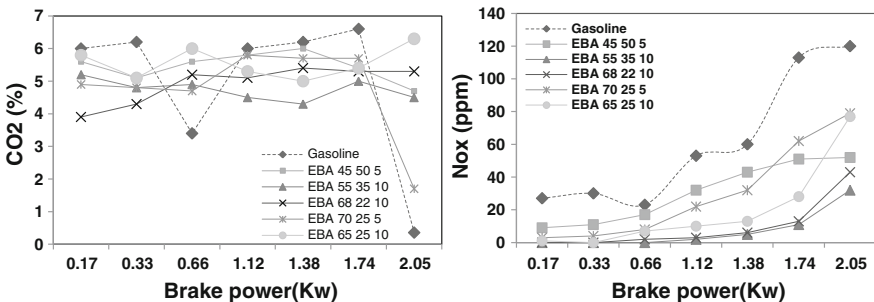 CO2 (%)
7
6
5
4
3
2
1
0
Gasoline
EBA 45 50 5
EBA 55 35 10
EBA 68 22 10
EBA 70 25 5
EBA 65 25 10
0.17 0.33 0.66 1.12 1.38 1.74 2.05
Brake power(Kw)
Nox (ppm)
140
120
100
80
60
40
20
0
Gasoline
EBA 45 50 5
EBA 55 35 10
EBA 68 22 10
EBA 70 25 5
EBA 65 25 10
0.17 0.33 0.66 1.12 1.38 1.74 2.05
Brake power(Kw)